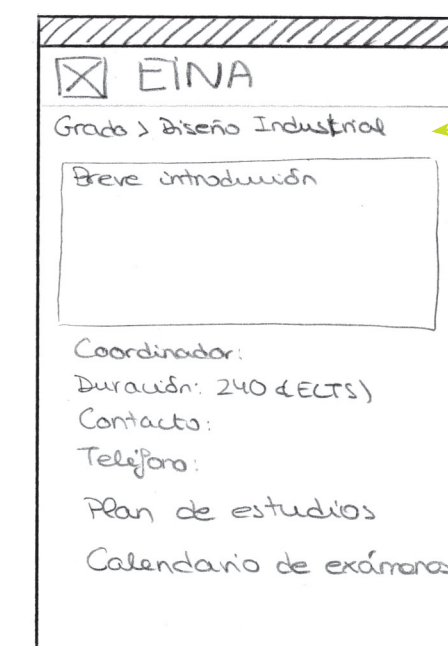 EINA
Grado > Diseño Industrial
Breve introducción
Coordinador:
Duración: 240 (ECTS)
Contacto:
Teléfono:
Plan de estudios
Calendario de exámenes